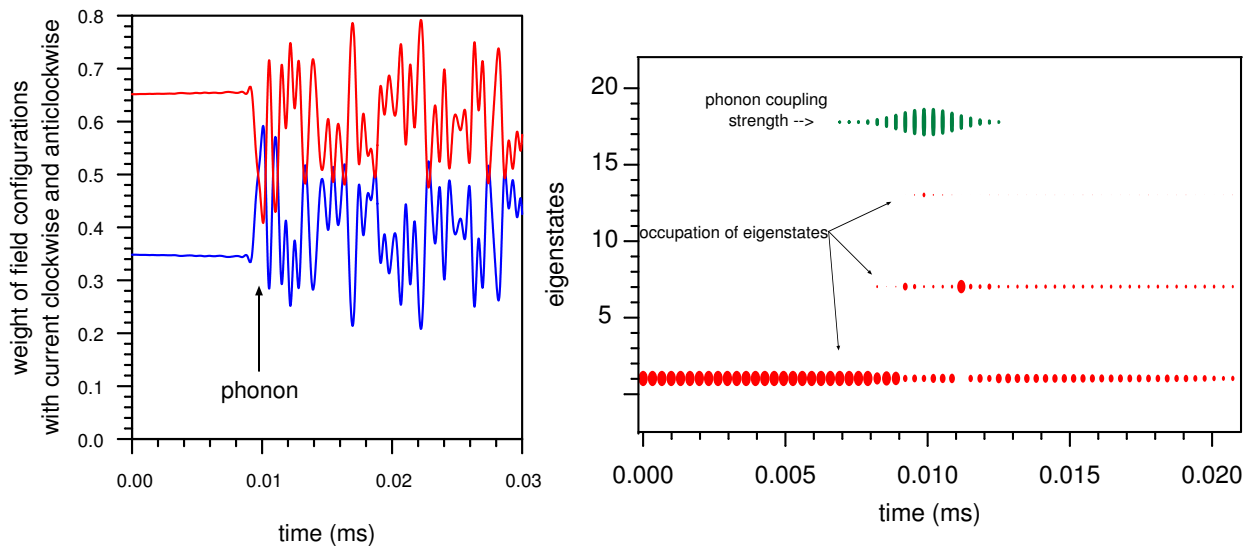 weight of field configurations
with current clockwise and anticlockwise
0.8
0.7
0.6
0.5
0.4
0.3
0.2
0.1
0.0
phonon
0.00
0.01
0.02
0.03
time (ms)
eigenstates
20
15
10
5
phonon coupling
strength -->
occupation of eigenstates
0.000
0.005
0.010
0.015
0.020
time (ms)